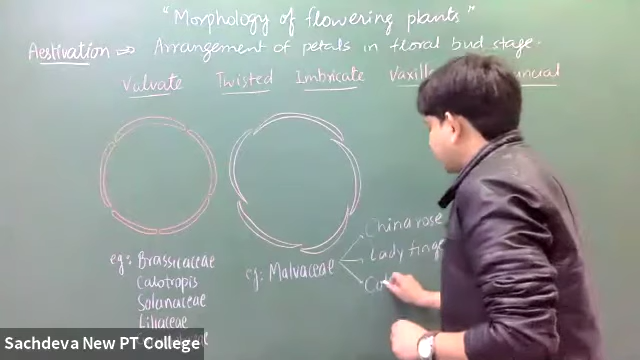 "Morphology of flowering plants"
Aestivation ⇒ Arrangement of petals in floral bud stage.
Valvate Twisted Imbricate
eg: Brassicaceae
Calotropis
Solanaceae
Liliaceae
eg: Malvaceae
China rose
Lady finge
Sachdeva New PT College